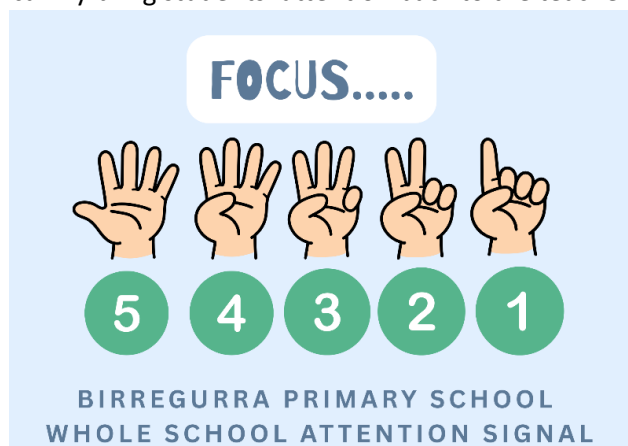 FOCUS.....
5 4 3 2 1
BIRREGURRA PRIMARY SCHOOL
WHOLE SCHOOL ATTENTION SIGNAL